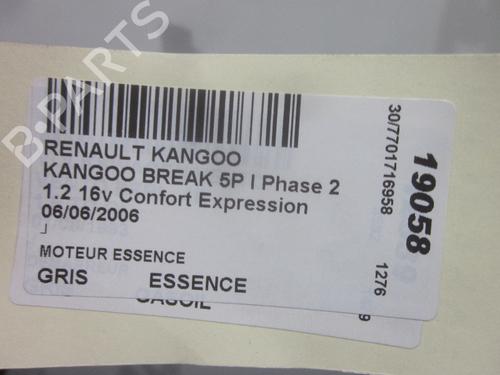 B-PARTS
RENAULT KANGOO
KANGOO BREAK 5P I Phase 2
1.2 16v Confort Expression
06/06/2006
MOTEUR ESSENCE
GRIS ESSENCE
GASOIL
30/7701716958
1276
19058